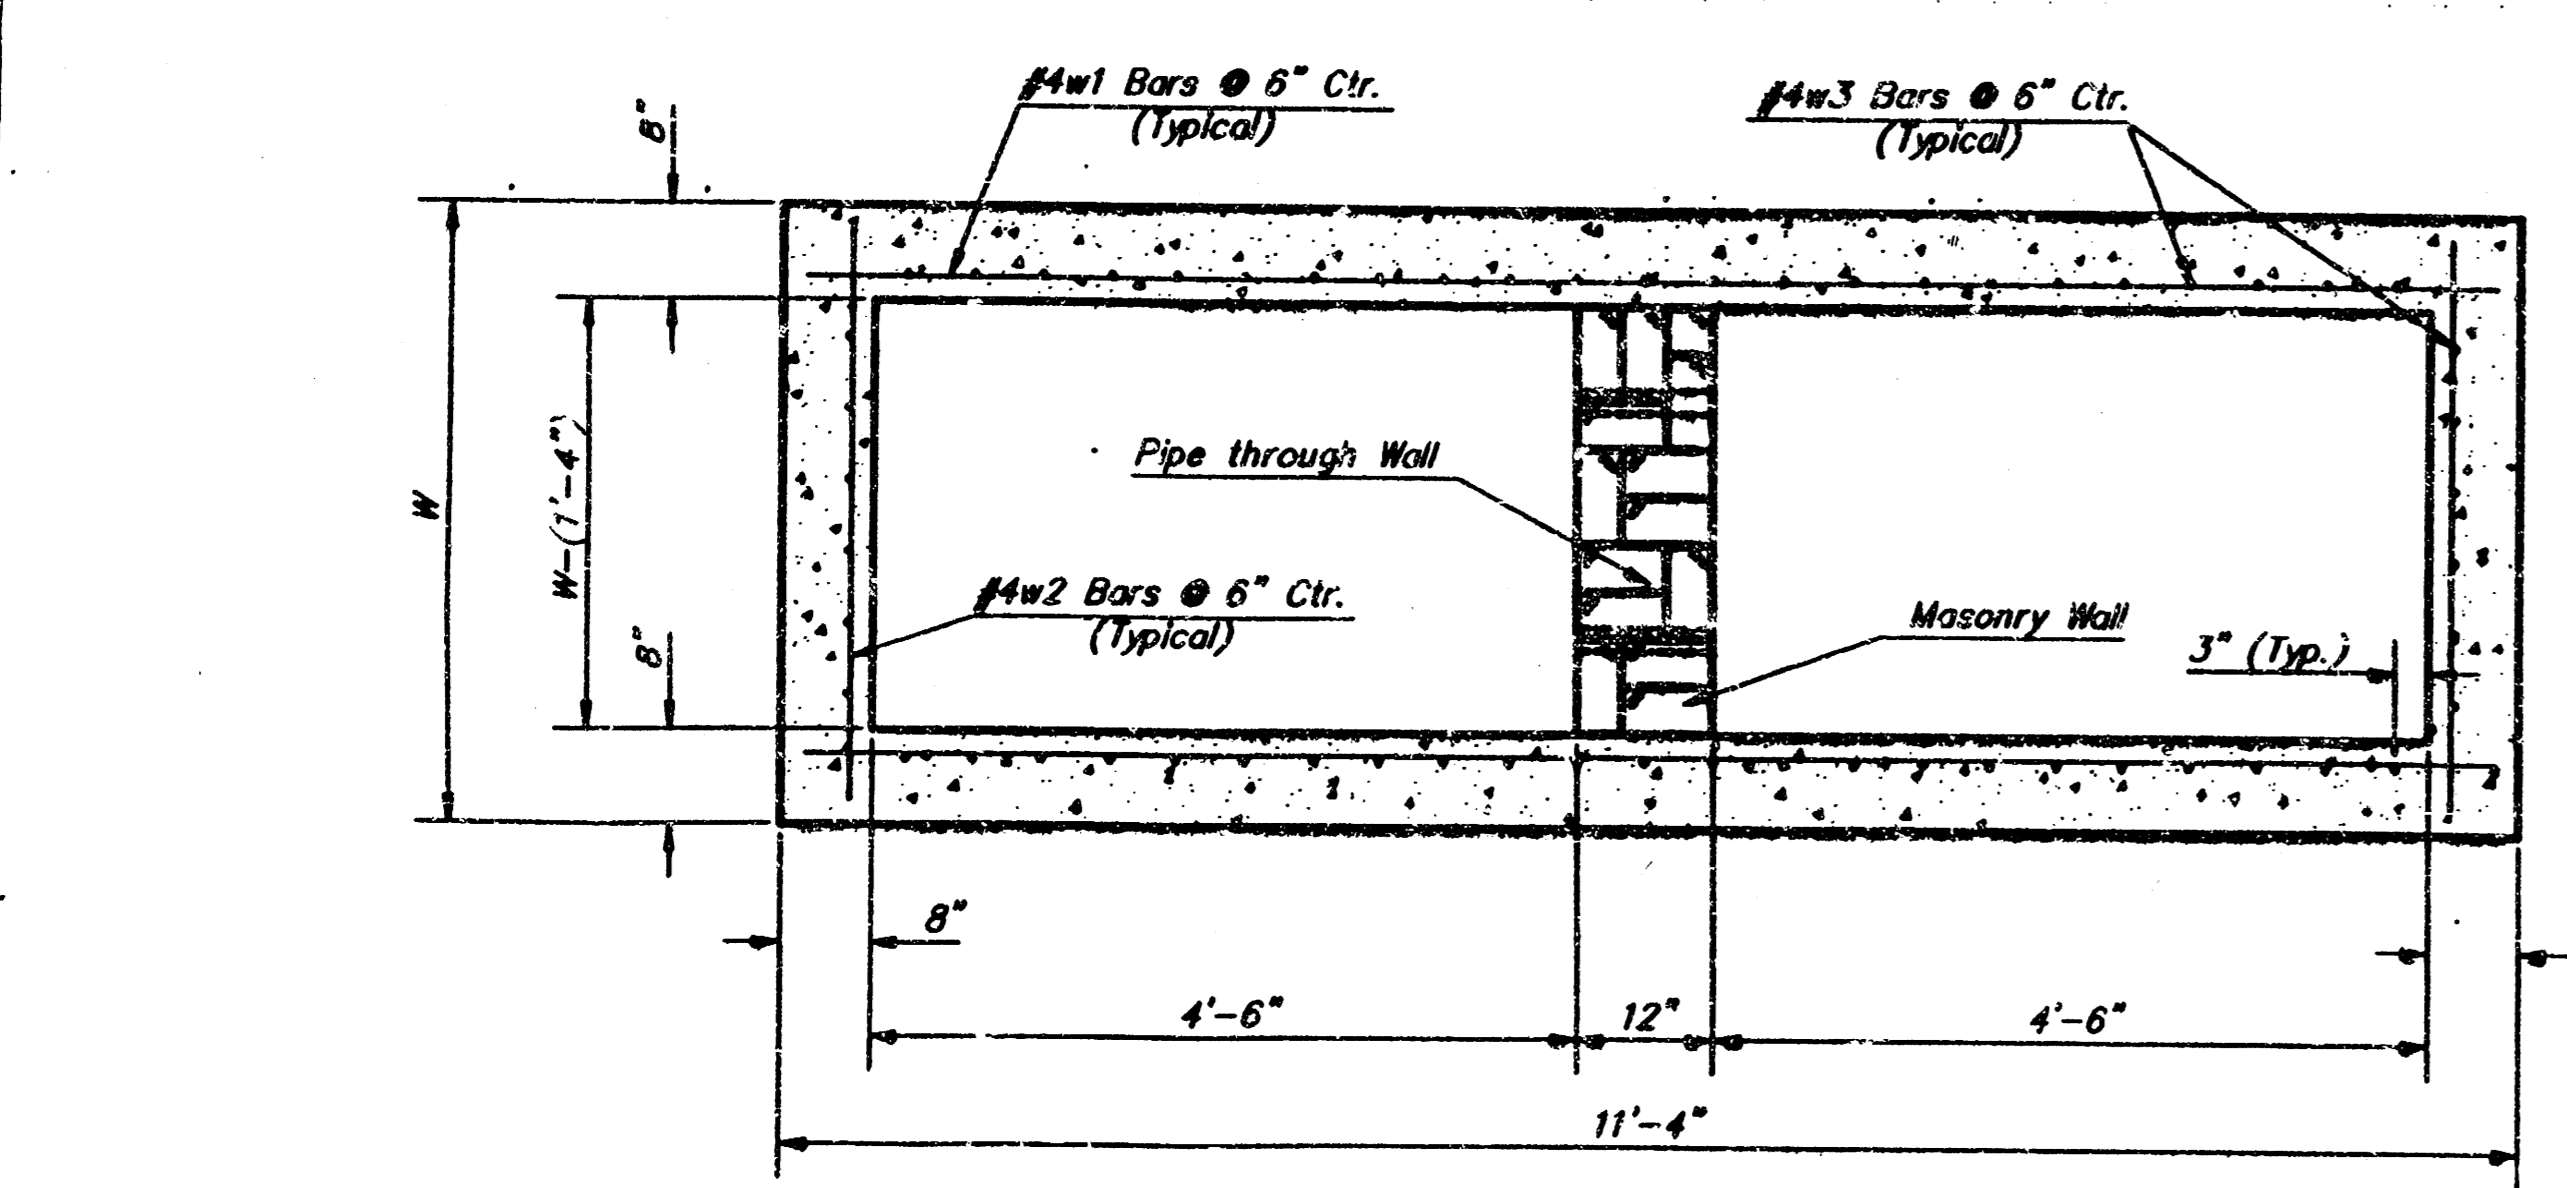 #4w1 Bars @ 6" Ctr.
(Typical)
#4w3 Bars @ 6" Ctr.
(Typical)
8"
W
W-(1'-4")
Pipe through Wall
#4w2 Bars @ 6" Ctr.
(Typical)
Masonry Wall
8"
3" (Typ.)
8"
4'-6"
12"
4'-6"
11'-4"